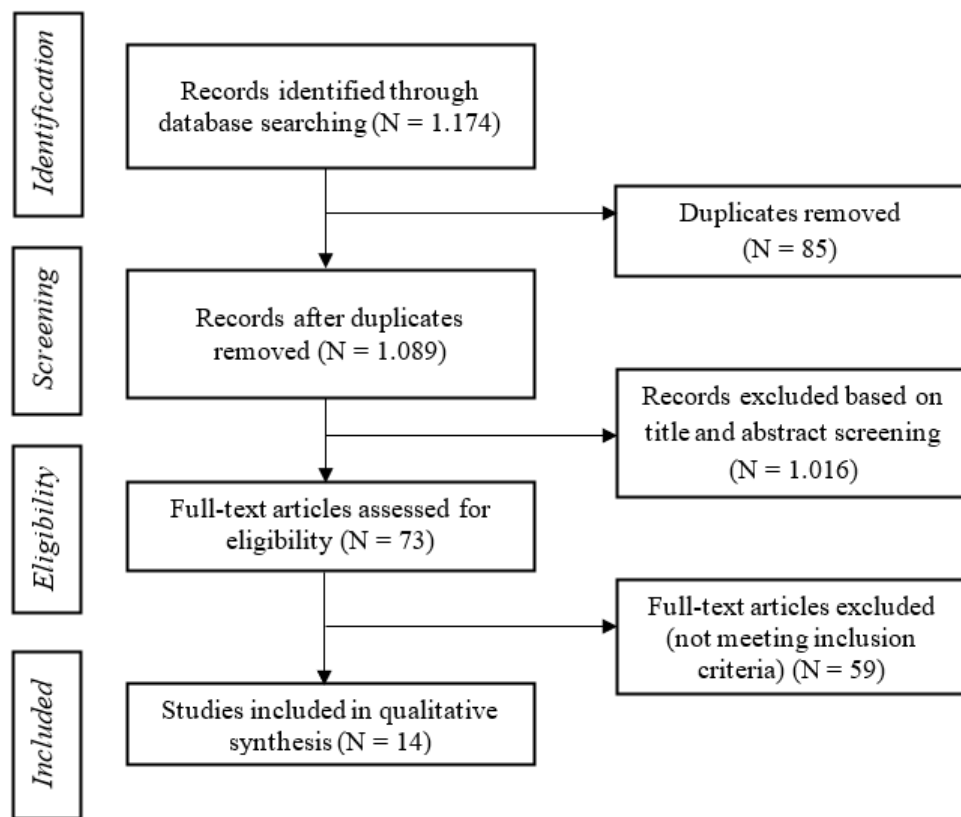 Identification
Records identified through
database searching (N = 1.174)
Duplicates removed
(N = 85)
Screening
Records after duplicates
removed (N = 1.089)
Records excluded based on
title and abstract screening
(N = 1.016)
Eligibility
Full-text articles assessed for
eligibility (N = 73)
Full-text articles excluded
(not meeting inclusion
criteria) (N = 59)
Included
Studies included in qualitative
synthesis (N = 14)